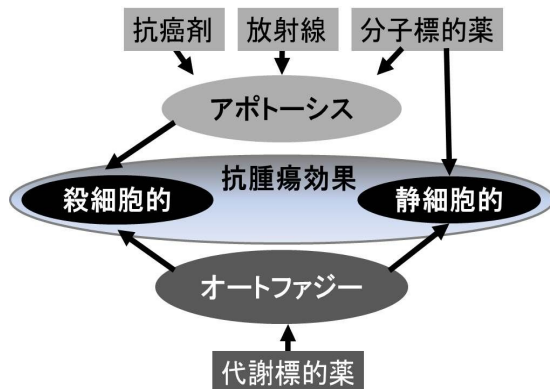 抗癌剤
放射線
分子標的薬
アポトーシス
抗腫瘍効果
殺細胞的
静細胞的
オートファジー
代謝標的薬